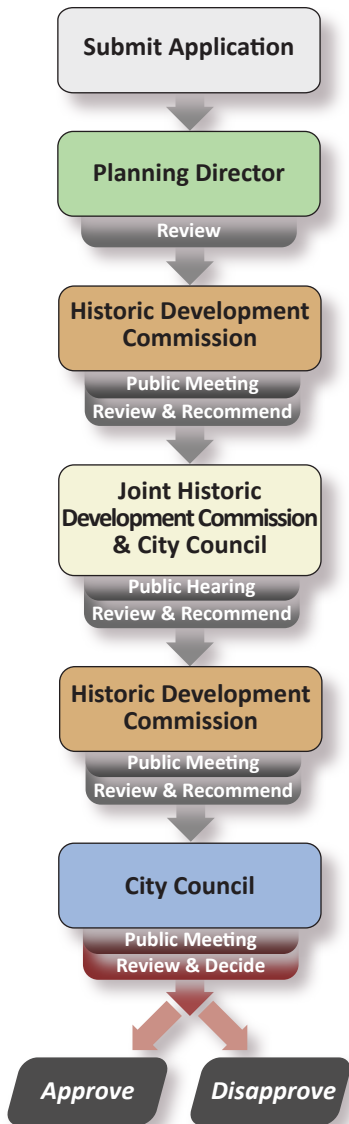 Submit Application
Planning Director
Review
Historic Development
Commission
Public Meeting
Review & Recommend
Joint Historic
Development Commission
& City Council
Public Hearing
Review & Recommend
Historic Development
Commission
Public Meeting
Review & Recommend
City Council
Public Meeting
Review & Decide
Approve
Disapprove